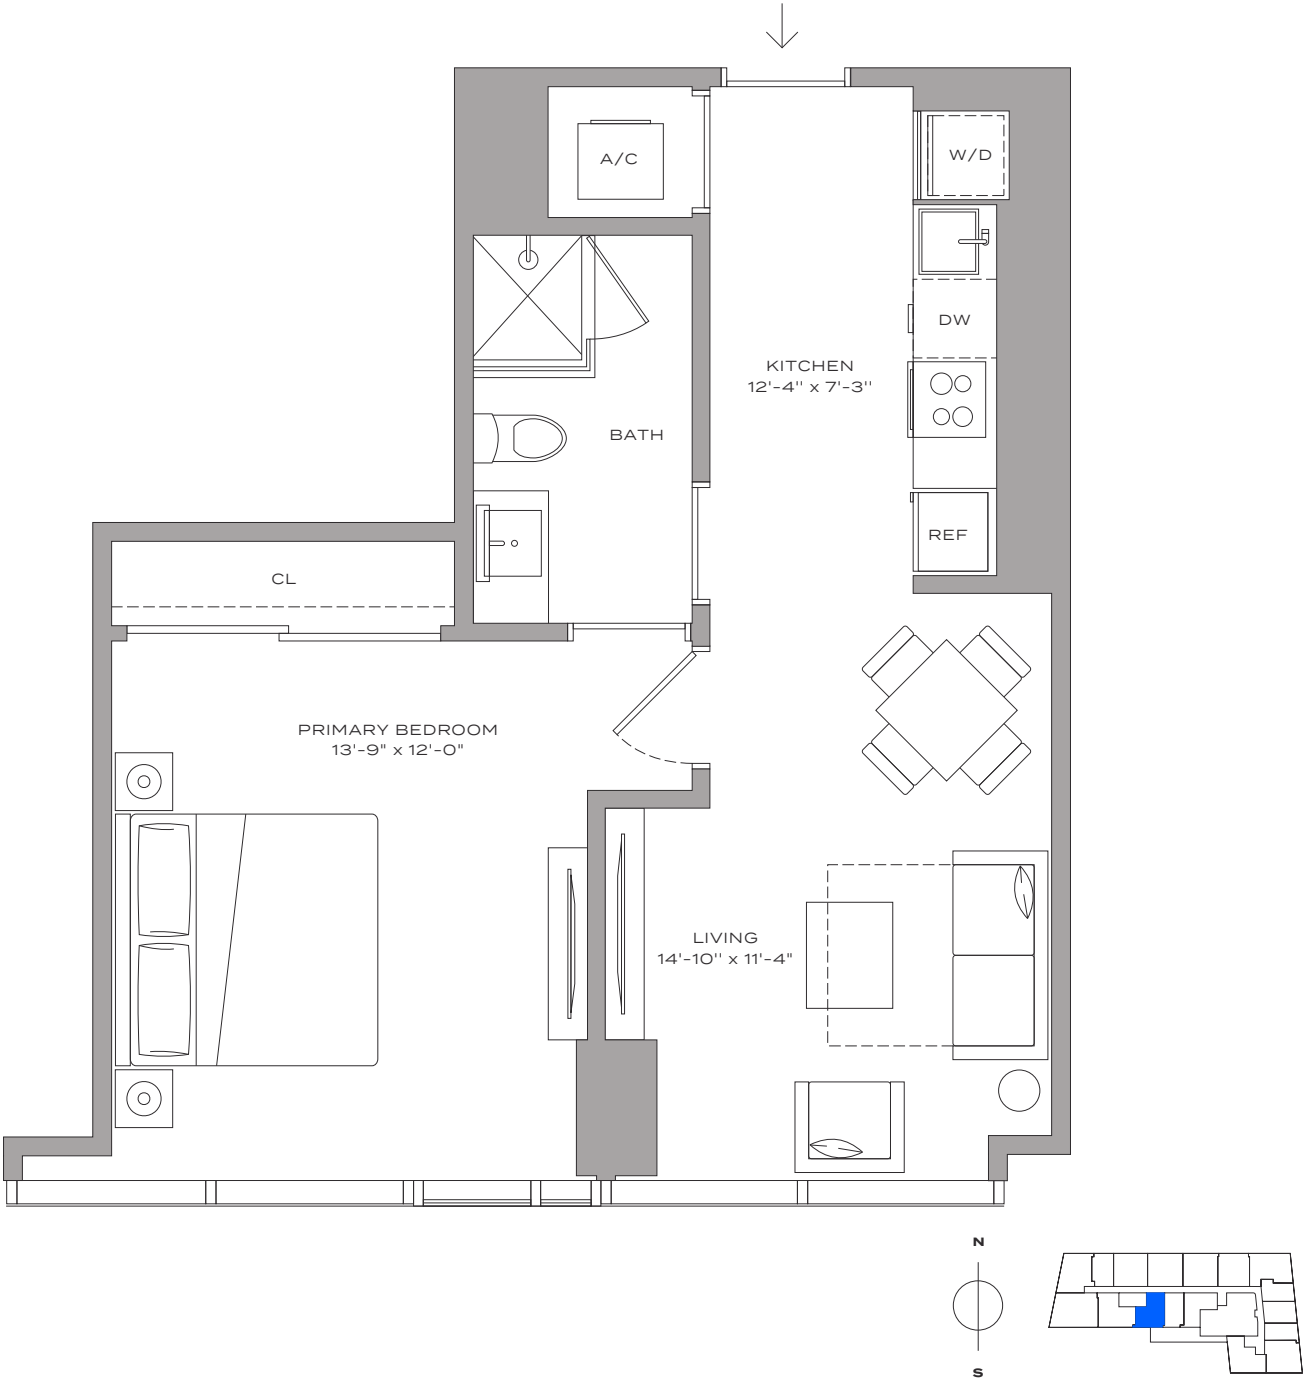 A/C
W/D
DW
KITCHEN
12'-4'' x 7'-3''
BATH
REF
CL
PRIMARY BEDROOM
13'-9" x 12'-0"
LIVING
14'-10'' x 11'-4"
N
S